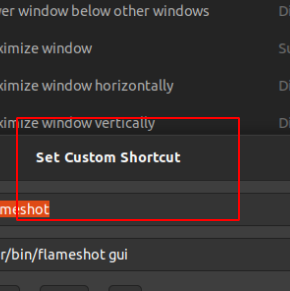 er window below other windows Di
ximize window Su
ximize window horizontally Di
ximize window vertically Di
Set Custom Shortcut
meshot
r/bin/flameshot gui